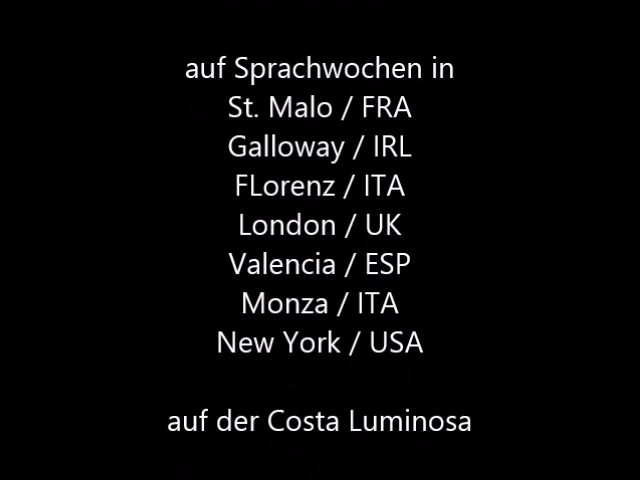 auf Sprachwochen in
St. Malo / FRA
Galloway / IRL
FLorenz / ITA
London / UK
Valencia / ESP
Monza / ITA
New York / USA
auf der Costa Luminosa